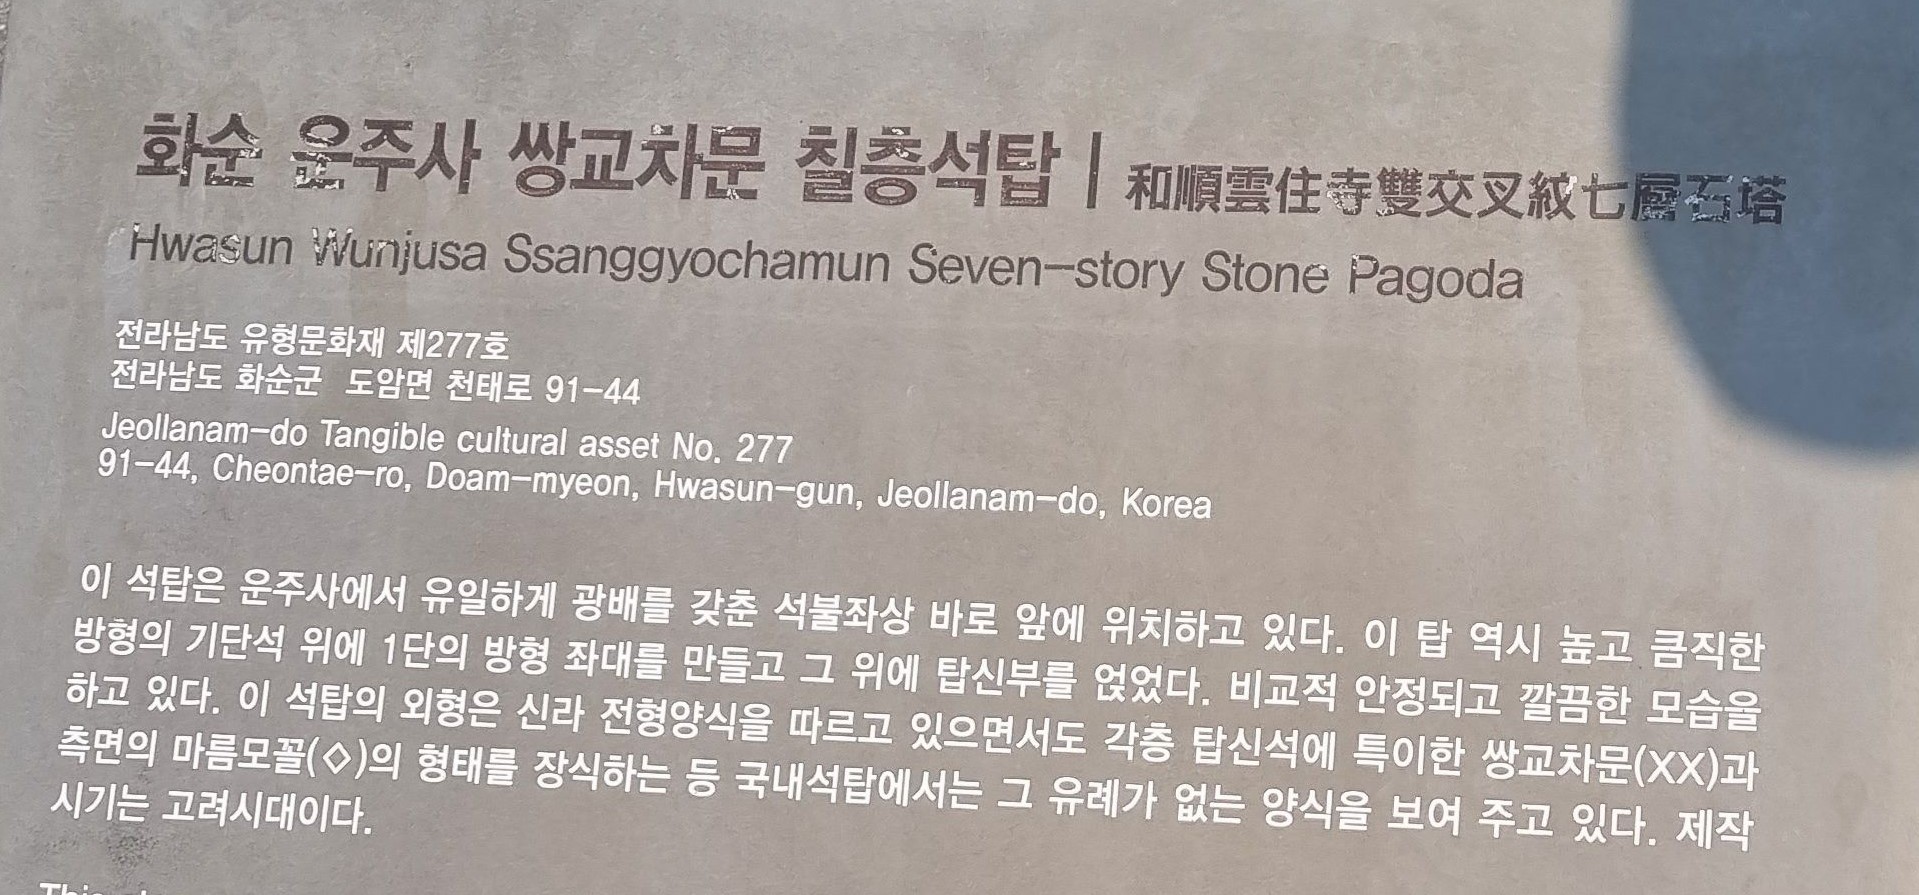 화순 운주사 쌍교차문 칠층석탑 | 和順雲住寺雙交叉紋七層石塔
Hwasun Wunjusa Ssanggyochamun Seven-story Stone Pagoda
전라남도 유형문화재 제277호
전라남도 화순군 도암면 천태로 91-44
Jeollanam-do Tangible cultural asset No. 277
91-44, Cheontae-ro, Doam-myeon, Hwasun-gun, Jeollanam-do, Korea
이 석탑은 운주사에서 유일하게 광배를 갖춘 석불좌상 바로 앞에 위치하고 있다. 이 탑 역시 높고 큼직한
방형의 기단석 위에 1단의 방형 좌대를 만들고 그 위에 탑신부를 얹었다. 비교적 안정되고 깔끔한 모습을
하고 있다. 이 석탑의 외형은 신라 전형양식을 따르고 있으면서도 각층 탑신석에 특이한 쌍교차문(XX)과
측면의 마름모꼴(◇)의 형태를 장식하는 등 국내석탑에서는 그 유례가 없는 양식을 보여 주고 있다. 제작
시기는 고려시대이다.